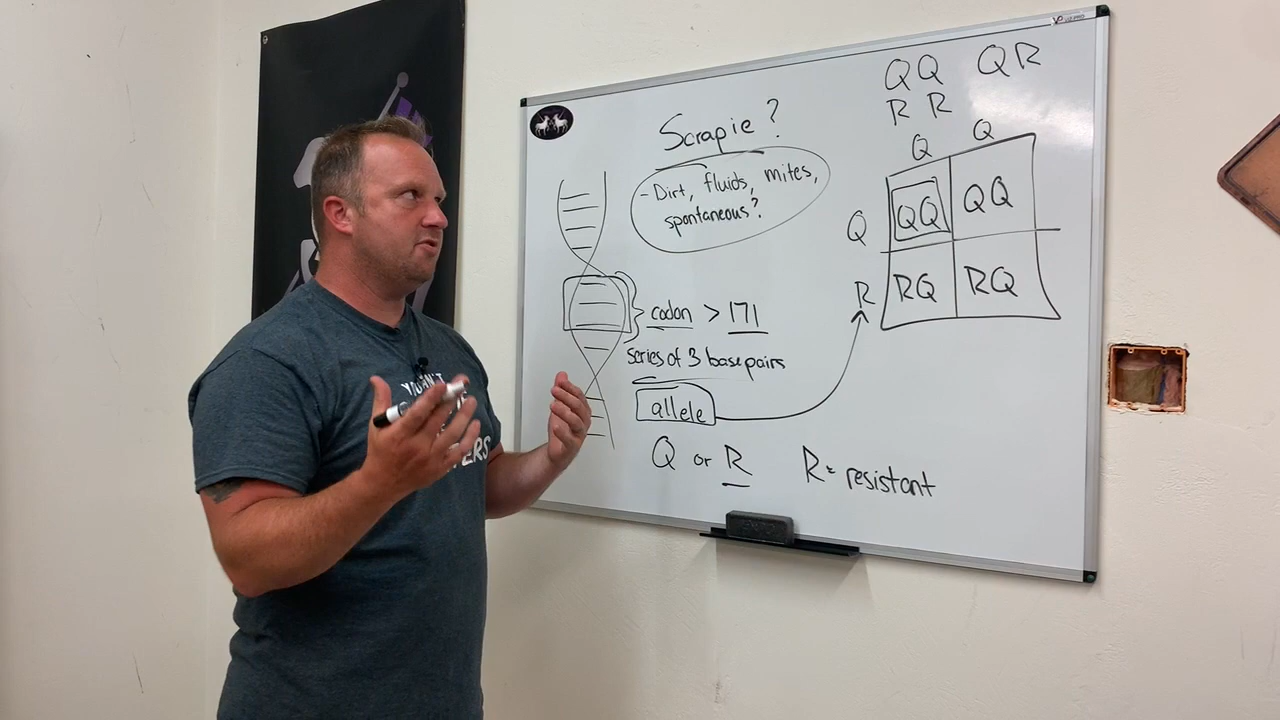 Scrapie?
- Dirt, fluids, mites,
spontaneous?
codon > 171
series of 3 base pairs
allele
Q or R
R = resistant
QQ QR
R R
Q Q
Q QQ QQ
R RQ RQ